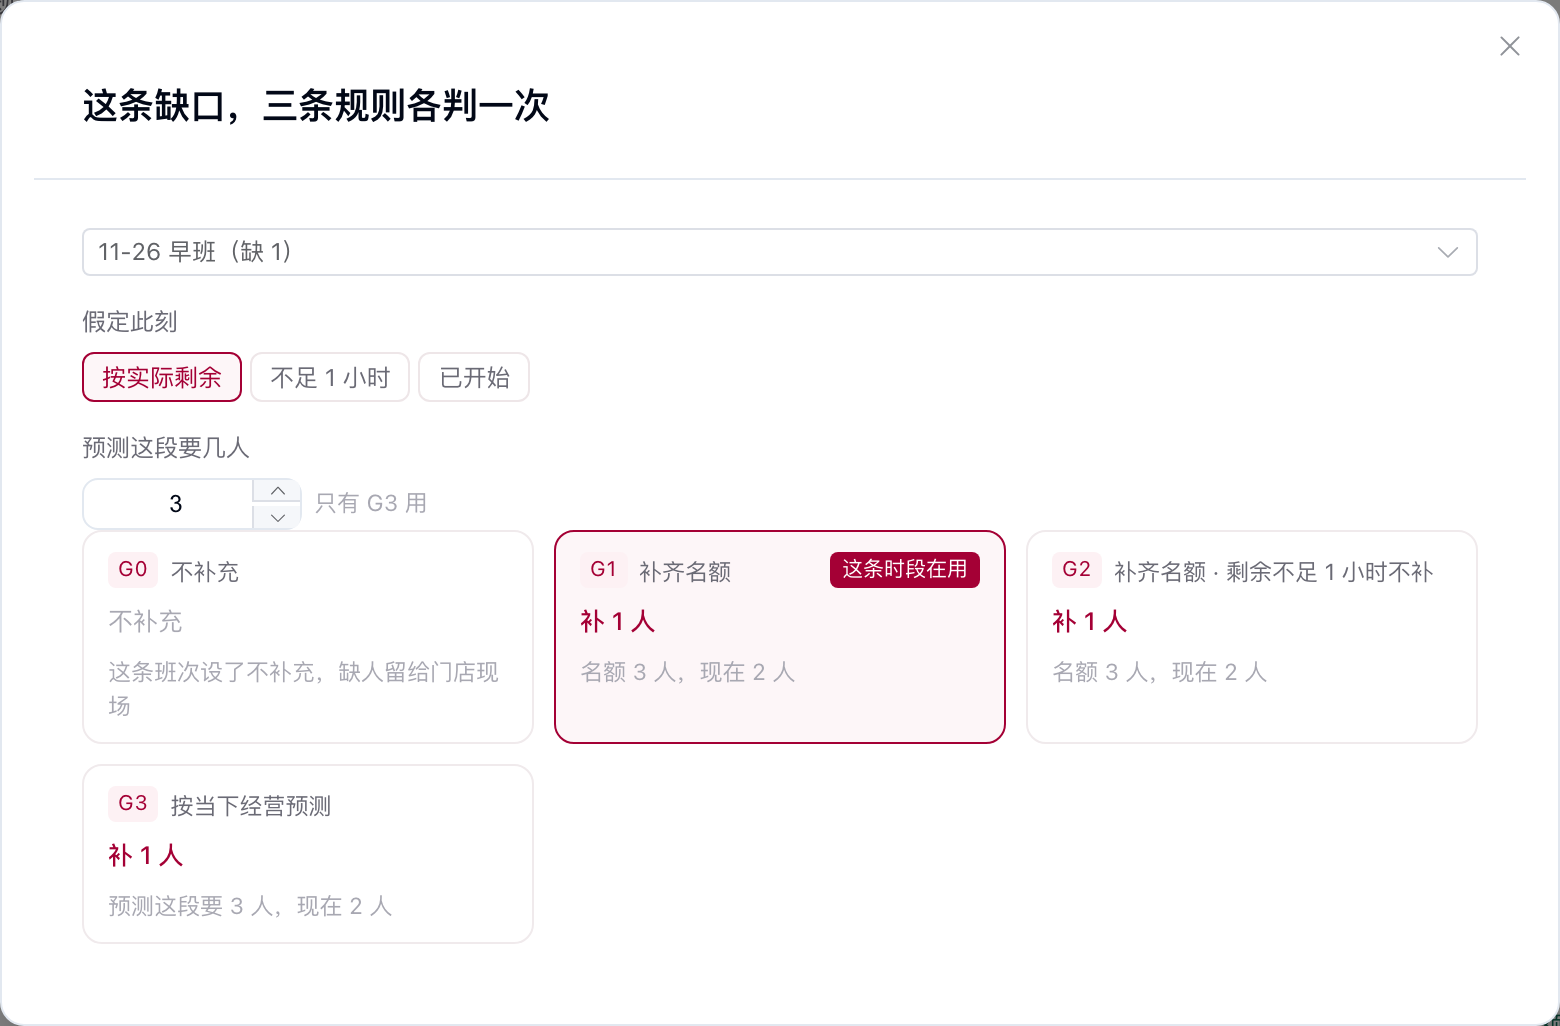 这条缺口，三条规则各判一次
11-26 早班（缺 1）
假定此刻
按实际剩余
不足 1 小时
已开始
预测这段要几人
3
只有 G3 用
G0 不补充
不补充
这条班次设了不补充，缺人留给门店现
场
G1 补齐名额 这条时段在用
补 1 人
名额 3 人，现在 2 人
G2 补齐名额 · 剩余不足 1 小时不补
补 1 人
名额 3 人，现在 2 人
G3 按当下经营预测
补 1 人
预测这段要 3 人，现在 2 人